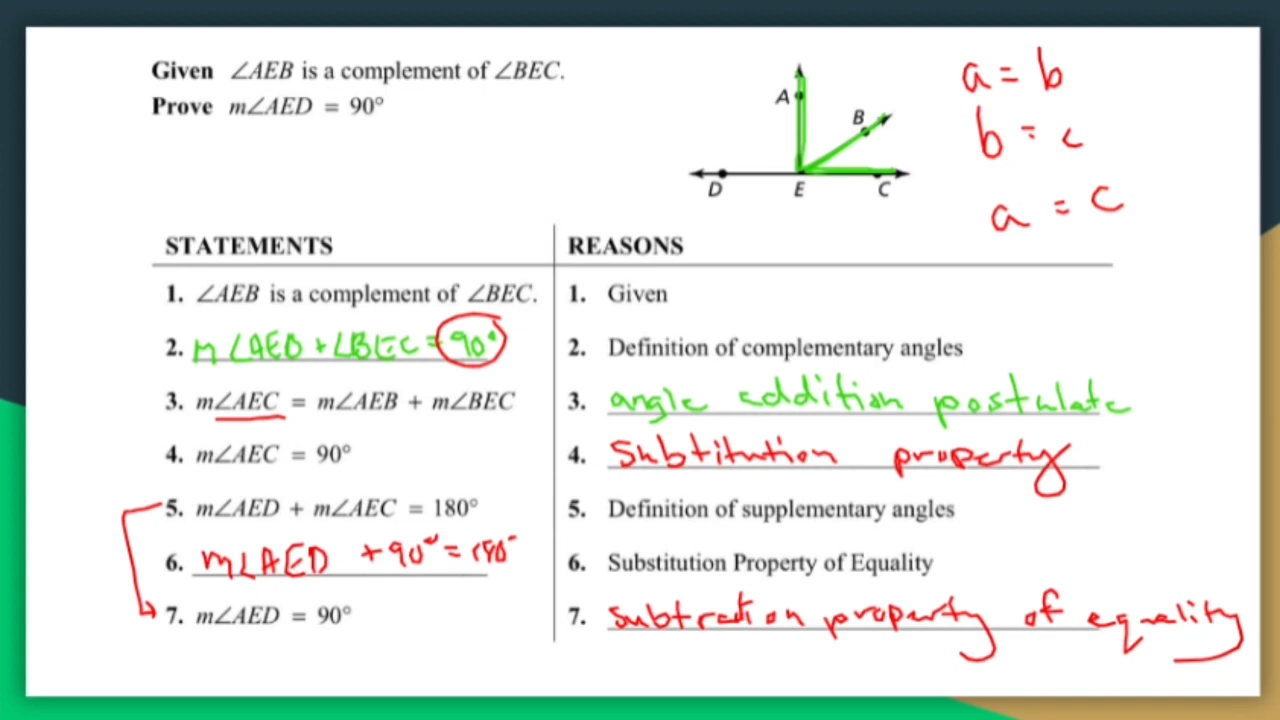 Given ∠AEB is a complement of ∠BEC.
Prove m∠AED = 90°
A
B
D
E
C
a = b
b = c
a = c
STATEMENTS
REASONS
1. ∠AEB is a complement of ∠BEC.
1. Given
2. m∠AEB + ∠BEC = 90°
2. Definition of complementary angles
3. m∠AEC = m∠AEB + m∠BEC
3. angle addition postulate
4. m∠AEC = 90°
4. Subtitution property
5. m∠AED + m∠AEC = 180°
5. Definition of supplementary angles
6. m∠AED + 90° = 180°
6. Substitution Property of Equality
7. m∠AED = 90°
7. subtraction property of equality